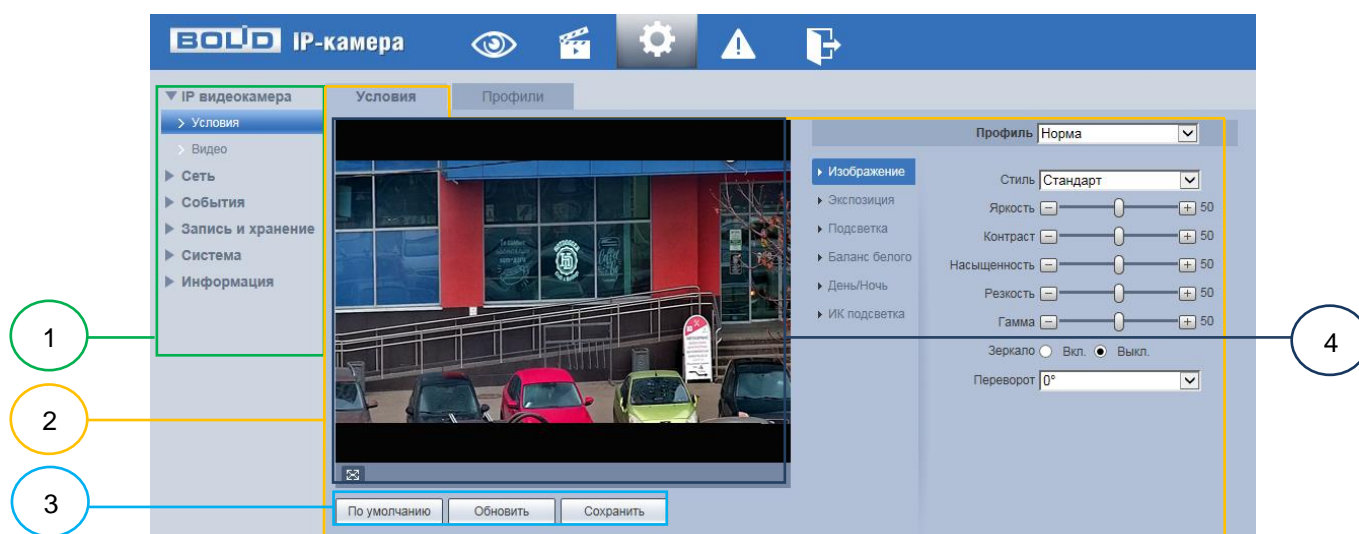 BOLID IP-камера
IP видеокамера
Условия
Видео
Сеть
События
Запись и хранение
Система
Информация
Условия
Профили
Профиль Норма
Изображение
Экспозиция
Подсветка
Баланс белого
День/Ночь
ИК подсветка
Стиль Стандарт
Яркость 50
Контраст 50
Насыщенность 50
Резкость 50
Гамма 50
Зеркало Вкл. Выкл.
Переворот 0°
По умолчанию
Обновить
Сохранить
1
2
3
4